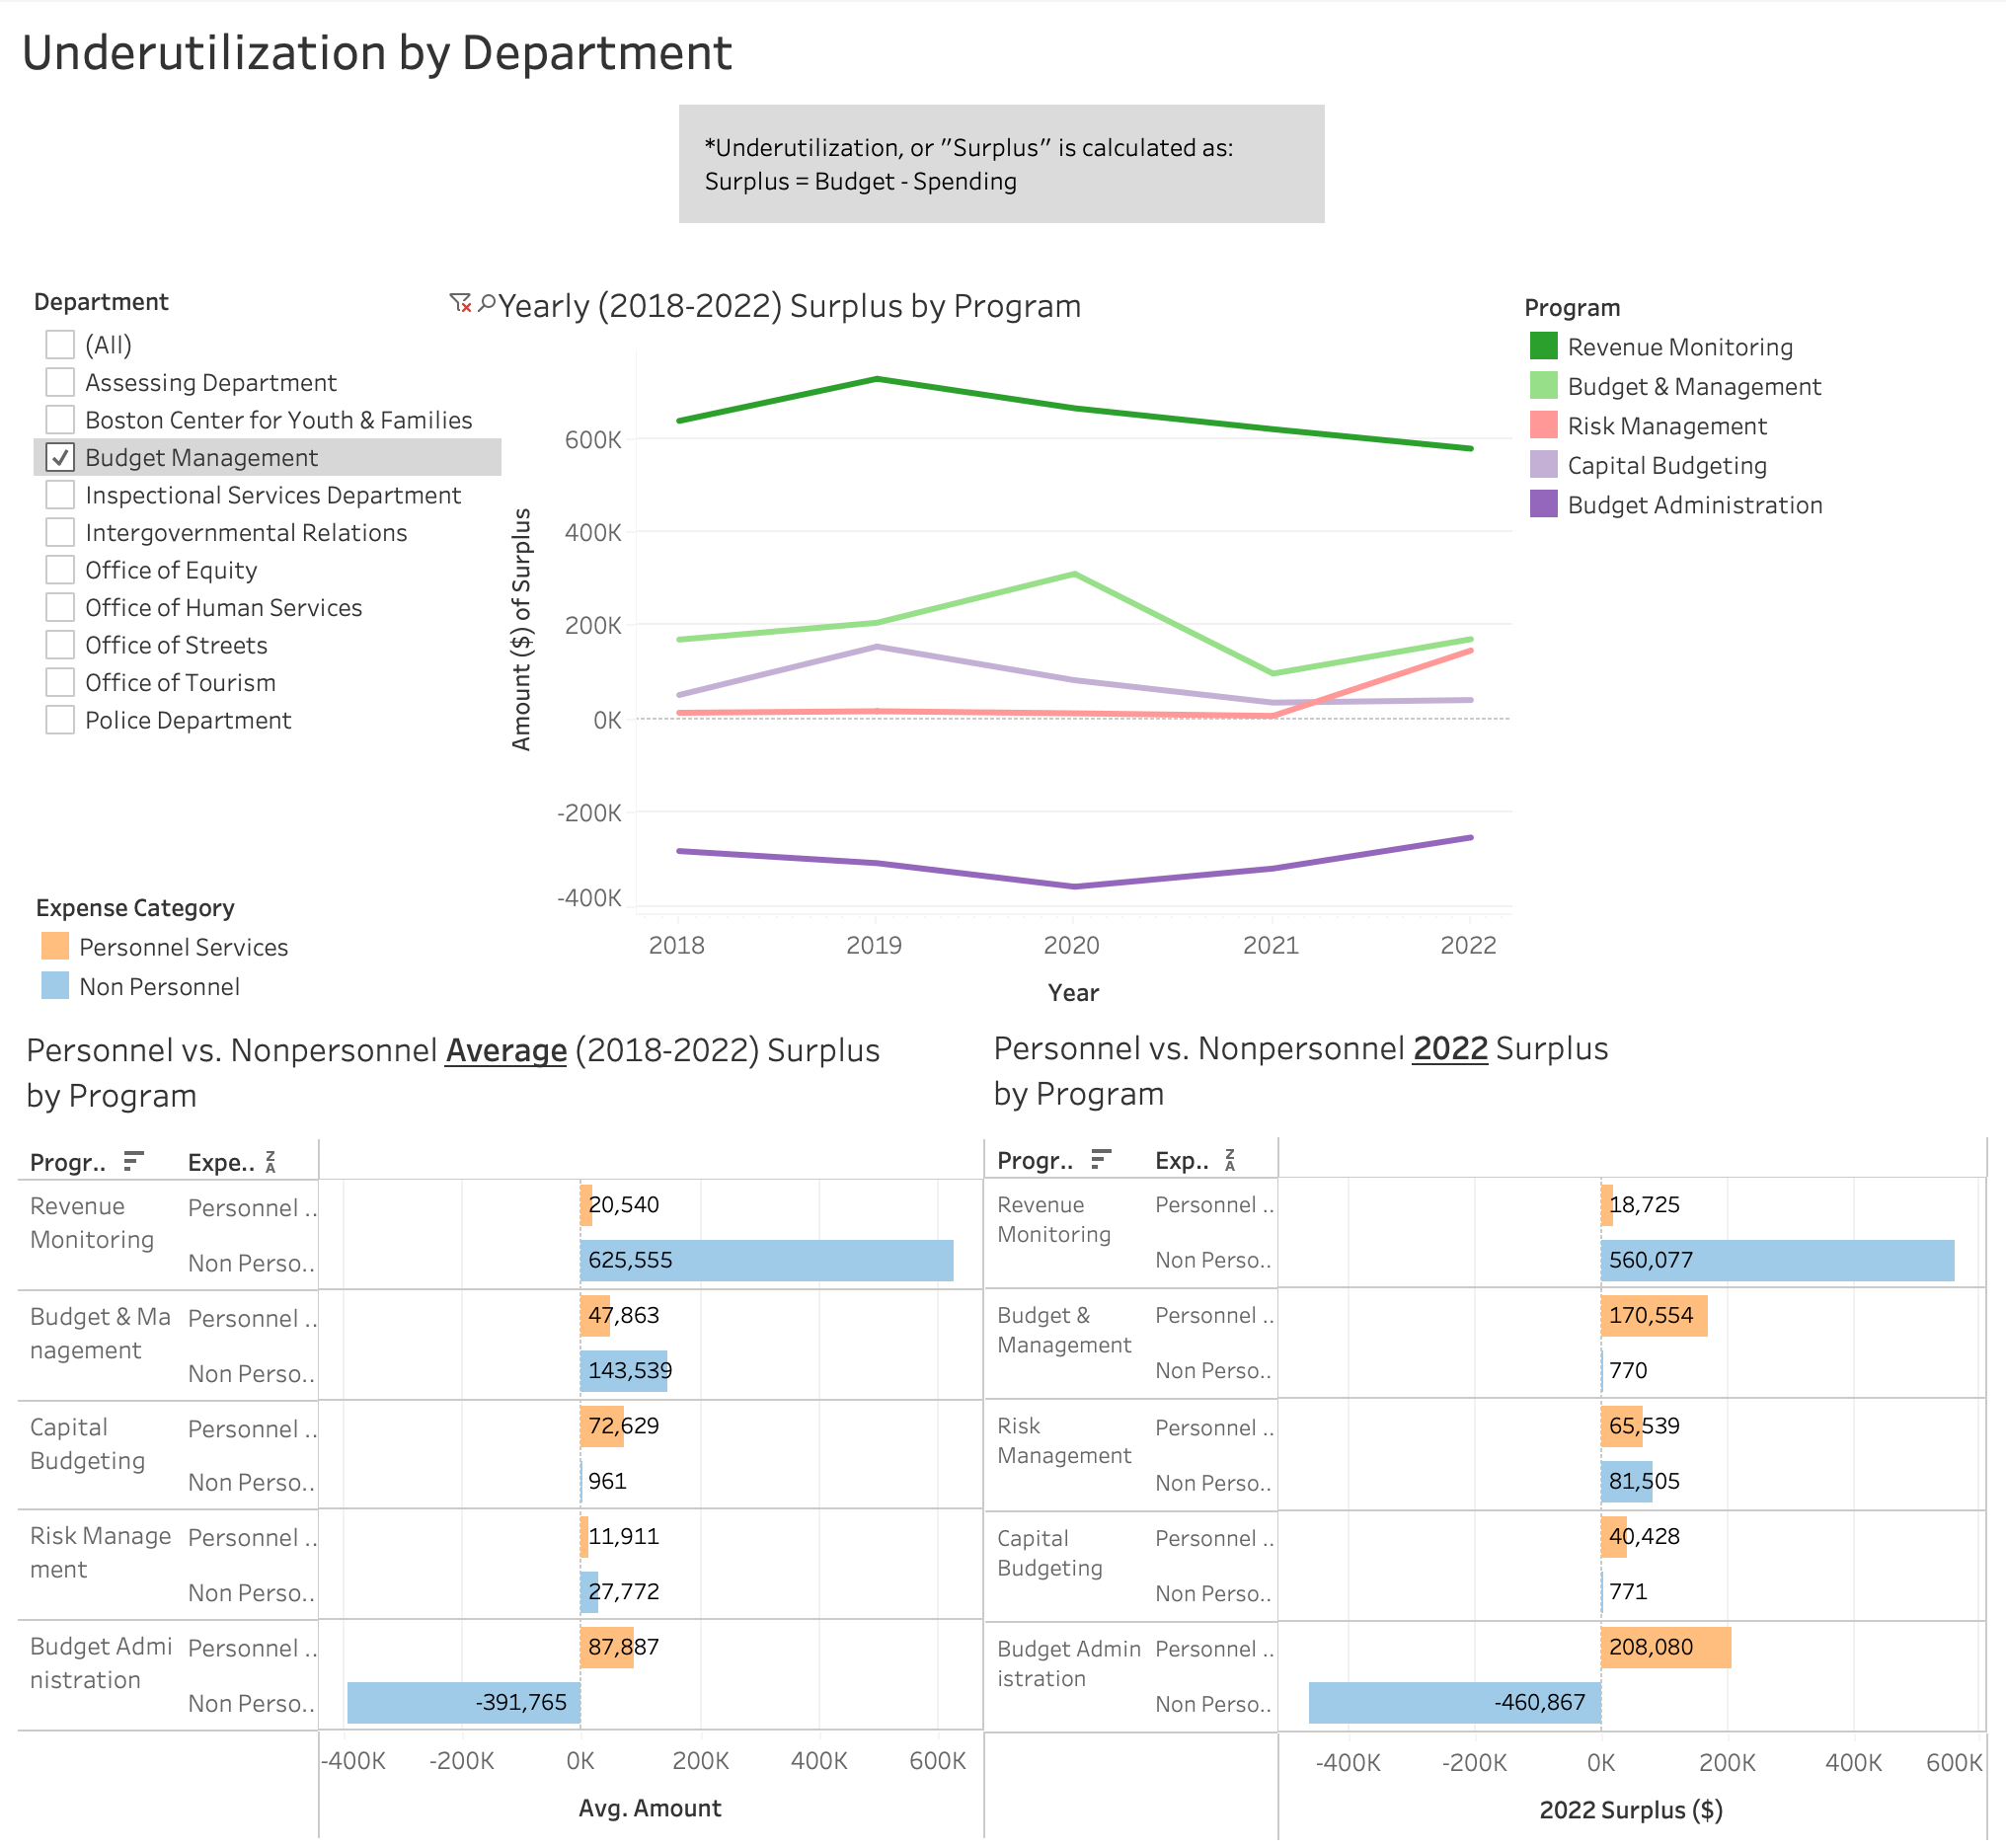 Underutilization by Department
*Underutilization, or "Surplus" is calculated as:
Surplus = Budget - Spending
Department
(All)
Assessing Department
Boston Center for Youth & Families
Budget Management
Inspectional Services Department
Intergovernmental Relations
Office of Equity
Office of Human Services
Office of Streets
Office of Tourism
Police Department
Expense Category
Personnel Services
Non Personnel
Yearly (2018-2022) Surplus by Program
Amount ($) of Surplus
600K
400K
200K
0K
-200K
-400K
2018 2019 2020 2021 2022
Year
Program
Revenue Monitoring
Budget & Management
Risk Management
Capital Budgeting
Budget Administration
Personnel vs. Nonpersonnel Average (2018-2022) Surplus
by Program
Progr.. Expe..
Revenue
Monitoring
Personnel .. 20,540
Non Perso.. 625,555
Budget & Ma
nagement
Personnel .. 47,863
Non Perso.. 143,539
Capital
Budgeting
Personnel .. 72,629
Non Perso.. 961
Risk Manage
ment
Personnel .. 11,911
Non Perso.. 27,772
Budget Admi
nistration
Personnel .. 87,887
Non Perso.. -391,765
-400K -200K 0K 200K 400K 600K
Avg. Amount
Personnel vs. Nonpersonnel 2022 Surplus
by Program
Progr.. Exp..
Revenue
Monitoring
Personnel .. 18,725
Non Perso.. 560,077
Budget &
Management
Personnel .. 170,554
Non Perso.. 770
Risk
Management
Personnel .. 65,539
Non Perso.. 81,505
Capital
Budgeting
Personnel .. 40,428
Non Perso.. 771
Budget Admin
istration
Personnel .. 208,080
Non Perso.. -460,867
-400K -200K 0K 200K 400K 600K
2022 Surplus ($)